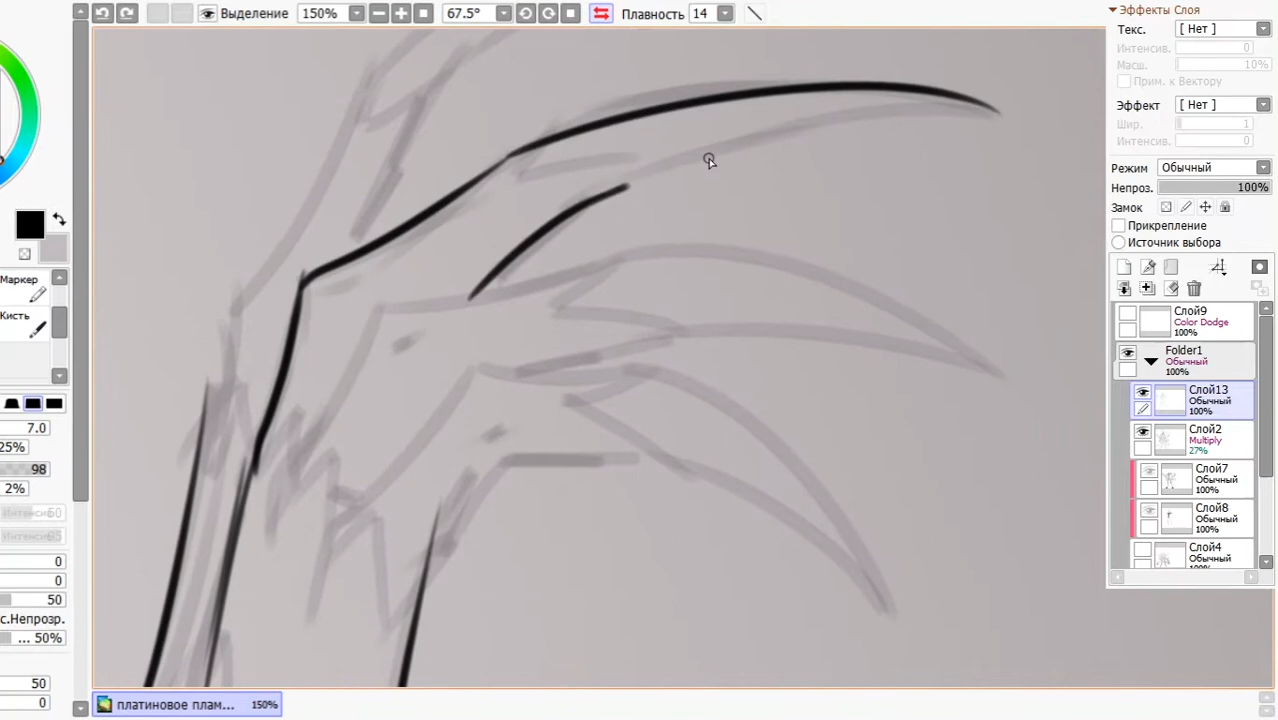 Выделение 150% 67.5° Плавность 14
Эффекты Слоя
Текс. [ Нет ]
Интенсив. 0
Масш. 10%
Прим. к Вектору
Эффект [ Нет ]
Шир. 1
Интенсив. 0
Режим Обычный
Непроз. 100%
Замок
Прикрепление
Источник выбора
Слой9
Color Dodge
100%
Folder1
Обычный
100%
Слой13
Обычный
100%
Слой2
Multiply
27%
Слой7
Обычный
100%
Слой8
Обычный
100%
Слой4
Обычный
Маркер
Кисть
7.0
25%
98
2%
0
0
50
с.Непрозр.
... 50%
50
0
платиновое плам... 150%